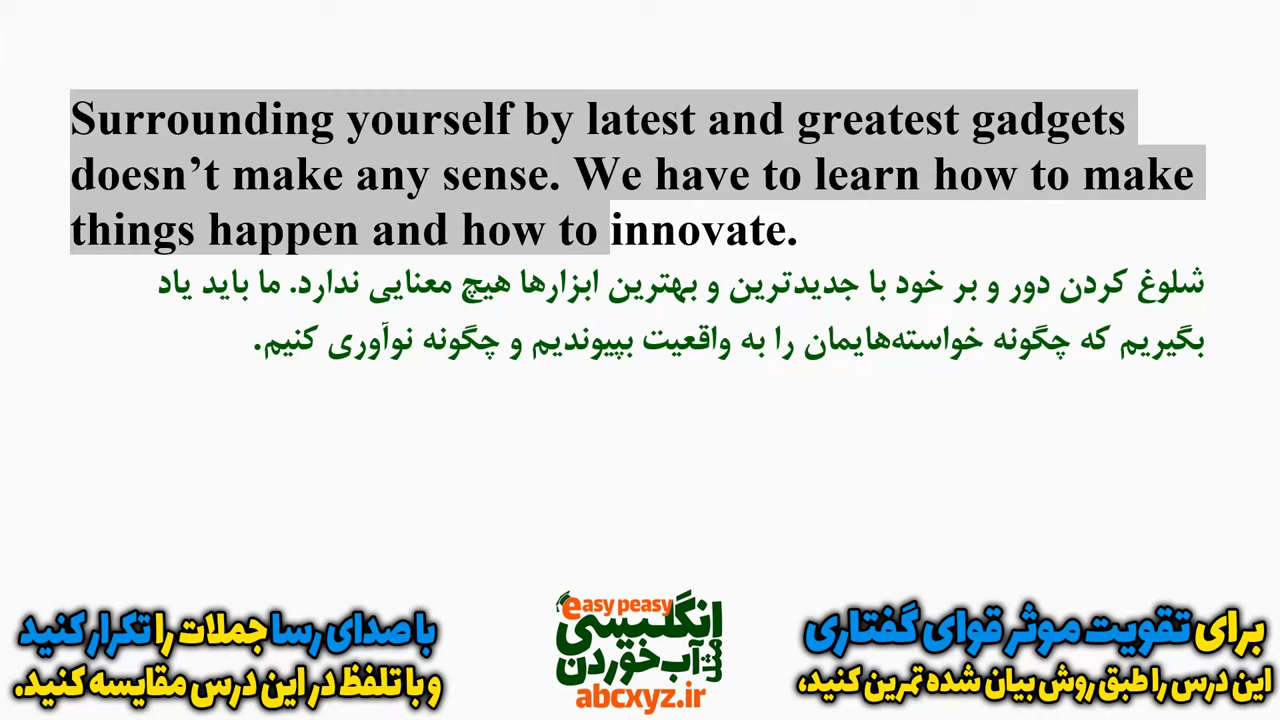 Surrounding yourself by latest and greatest gadgets
doesn’t make any sense. We have to learn how to make
things happen and how to innovate.
شلوغ کردن دور و بر خود با جدیدترین و بهترین ابزارها هیچ معنایی ندارد. ما باید یاد
بگیریم که چگونه خواسته‌هایمان را به واقعیت بپیوندیم و چگونه نوآوری کنیم.
برای تقویت موثر قوای گفتاری
این درس را طبق روش بیان شده تمرین کنید،
easy peasy
انگلیسی
مثل آب خوردن
abcxyz.ir
با صدای رسا جملات را تکرار کنید
و با تلفظ در این درس مقایسه کنید.